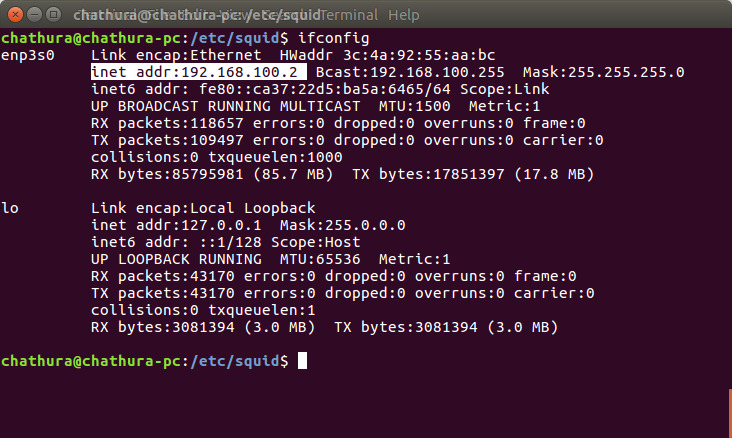 chathura@chathura-pc: /etc/squid Terminal Help
chathura@chathura-pc:/etc/squid$ ifconfig
enp3s0    Link encap:Ethernet  HWaddr 3c:4a:92:55:aa:bc
          inet addr:192.168.100.2  Bcast:192.168.100.255  Mask:255.255.255.0
          inet6 addr: fe80::ca37:22d5:ba5a:6465/64 Scope:Link
          UP BROADCAST RUNNING MULTICAST  MTU:1500  Metric:1
          RX packets:118657 errors:0 dropped:0 overruns:0 frame:0
          TX packets:109497 errors:0 dropped:0 overruns:0 carrier:0
          collisions:0 txqueuelen:1000
          RX bytes:85795981 (85.7 MB)  TX bytes:17851397 (17.8 MB)
lo        Link encap:Local Loopback
          inet addr:127.0.0.1  Mask:255.0.0.0
          inet6 addr: ::1/128 Scope:Host
          UP LOOPBACK RUNNING  MTU:65536  Metric:1
          RX packets:43170 errors:0 dropped:0 overruns:0 frame:0
          TX packets:43170 errors:0 dropped:0 overruns:0 carrier:0
          collisions:0 txqueuelen:1
          RX bytes:3081394 (3.0 MB)  TX bytes:3081394 (3.0 MB)
chathura@chathura-pc:/etc/squid$